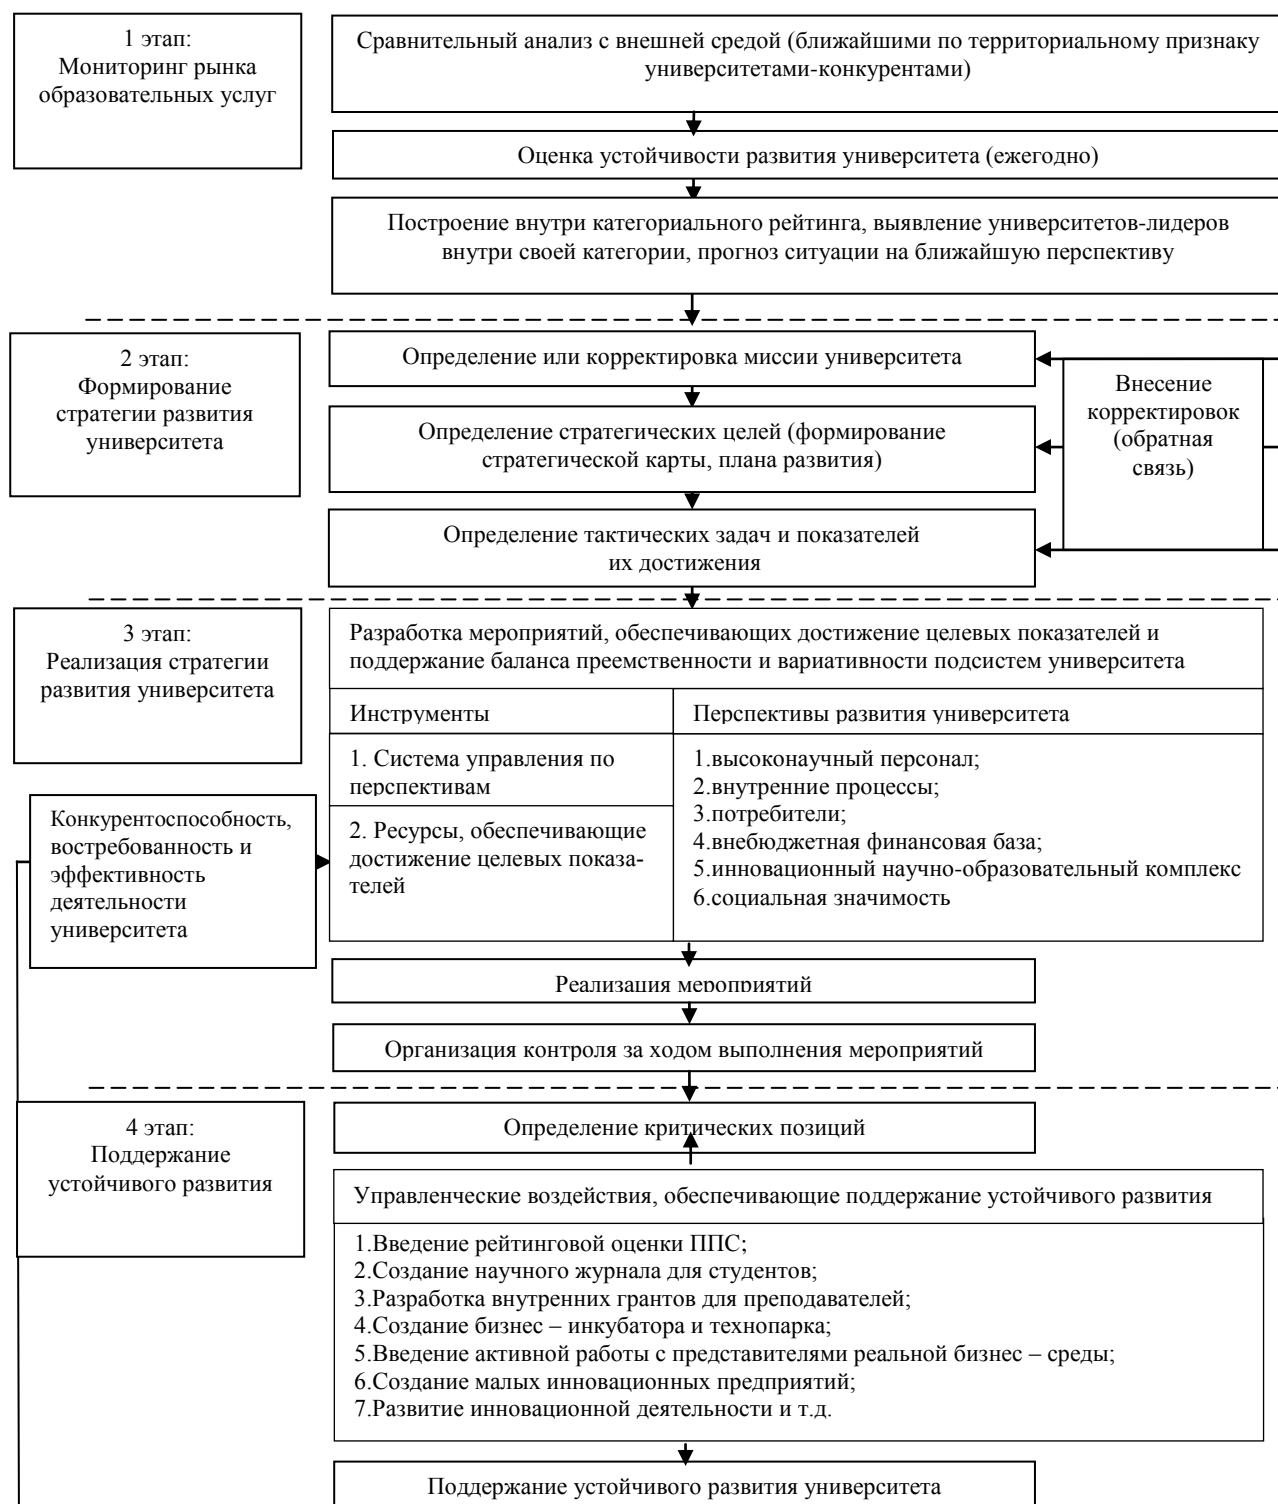 1 этап:
Мониторинг рынка
образовательных услуг
Сравнительный анализ с внешней средой (ближайшими по территориальному признаку
университетами-конкурентами)
Оценка устойчивости развития университета (ежегодно)
Построение внутри категориального рейтинга, выявление университетов-лидеров
внутри своей категории, прогноз ситуации на ближайшую перспективу
2 этап:
Формирование
стратегии развития
университета
Определение или корректировка миссии университета
Определение стратегических целей (формирование
стратегической карты, плана развития)
Определение тактических задач и показателей
их достижения
Внесение
корректировок
(обратная
связь)
3 этап:
Реализация стратегии
развития университета
Разработка мероприятий, обеспечивающих достижение целевых показателей и
поддержание баланса преемственности и вариативности подсистем университета
Инструменты
Перспективы развития университета
1. Система управления по
перспективам
2. Ресурсы, обеспечивающие
достижение целевых показа-
телей
1.высоконаучный персонал;
2.внутренние процессы;
3.потребители;
4.внебюджетная финансовая база;
5.инновационный научно-образовательный комплекс
6.социальная значимость
Конкурентоспособность,
востребованность и
эффективность
деятельности
университета
Реализация мероприятий
Организация контроля за ходом выполнения мероприятий
4 этап:
Поддержание
устойчивого развития
Определение критических позиций
Управленческие воздействия, обеспечивающие поддержание устойчивого развития
1.Введение рейтинговой оценки ППС;
2.Создание научного журнала для студентов;
3.Разработка внутренних грантов для преподавателей;
4.Создание бизнес – инкубатора и технопарка;
5.Введение активной работы с представителями реальной бизнес – среды;
6.Создание малых инновационных предприятий;
7.Развитие инновационной деятельности и т.д.
Поддержание устойчивого развития университета